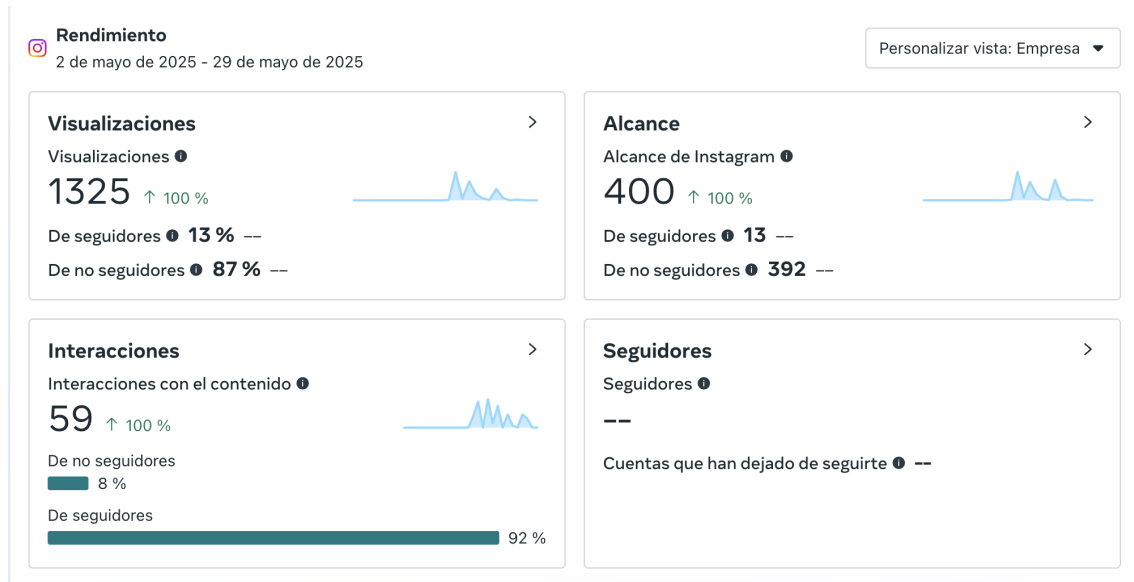 Rendimiento
2 de mayo de 2025 - 29 de mayo de 2025
Personalizar vista: Empresa
Visualizaciones
Visualizaciones
1325 ↑ 100 %
De seguidores 13 % --
De no seguidores 87 % --
Alcance
Alcance de Instagram
400 ↑ 100 %
De seguidores 13 --
De no seguidores 392 --
Interacciones
Interacciones con el contenido
59 ↑ 100 %
De no seguidores
8 %
De seguidores
92 %
Seguidores
Seguidores
--
Cuentas que han dejado de seguirte --